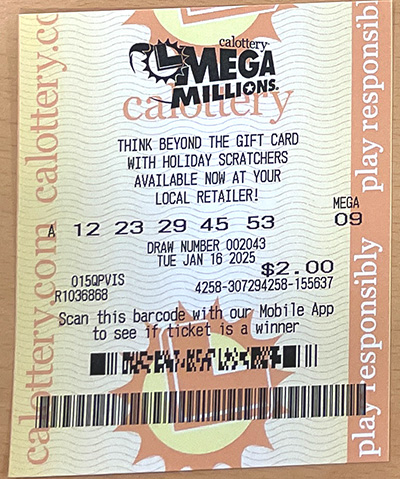 calottery
MEGA
MILLIONS
calottery
THINK BEYOND THE GIFT CARD
WITH HOLIDAY SCRATCHERS
AVAILABLE NOW AT YOUR
LOCAL RETAILER!
MEGA
A 12 23 29 45 53 09
DRAW NUMBER 002043
TUE JAN 16 2025
$2.00
015QPVIS 4258-307294258-155637
R1036868
Scan this barcode with our Mobile App
to see if ticket is a winner
calottery.com calottery.co
play responsibly play responsibly